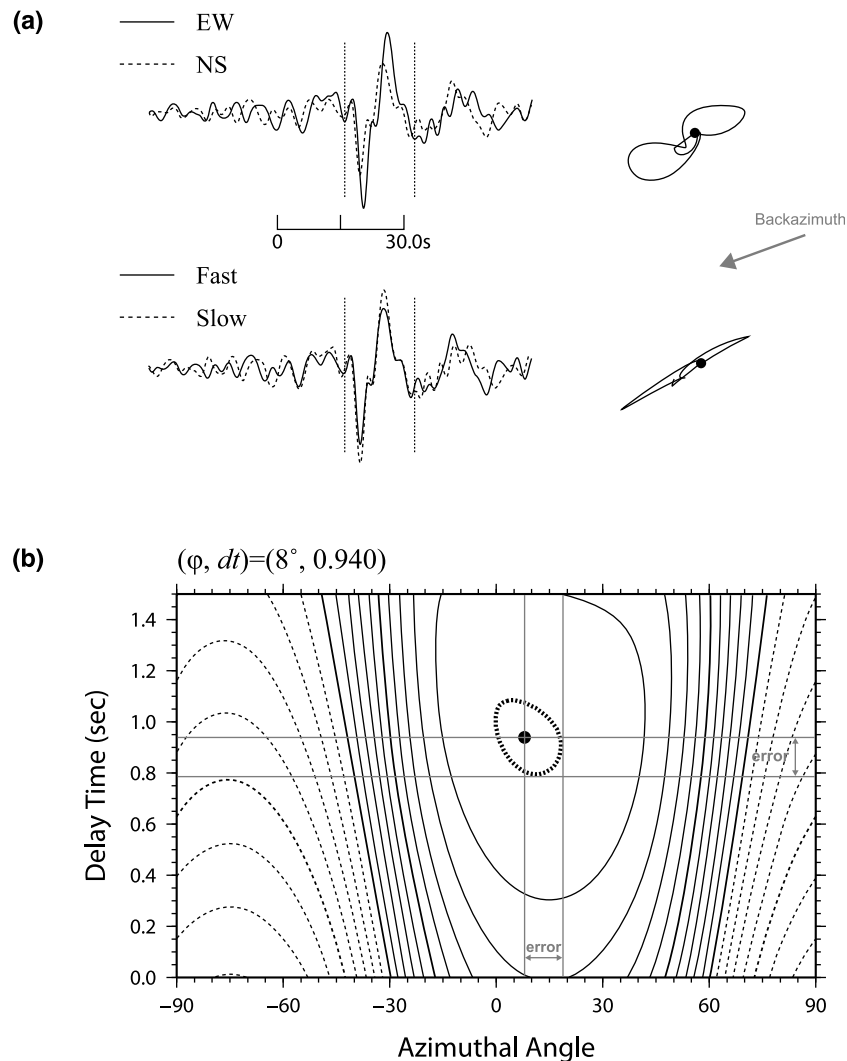 (a)
EW
NS
0
30.0s
Backazimuth
Fast
Slow
(b)
(φ, dt)=(8°, 0.940)
1.4
1.2
1.0
0.8
0.6
0.4
0.2
0.0
Delay Time (sec)
error
error
−90
−60
−30
0
30
60
90
Azimuthal Angle